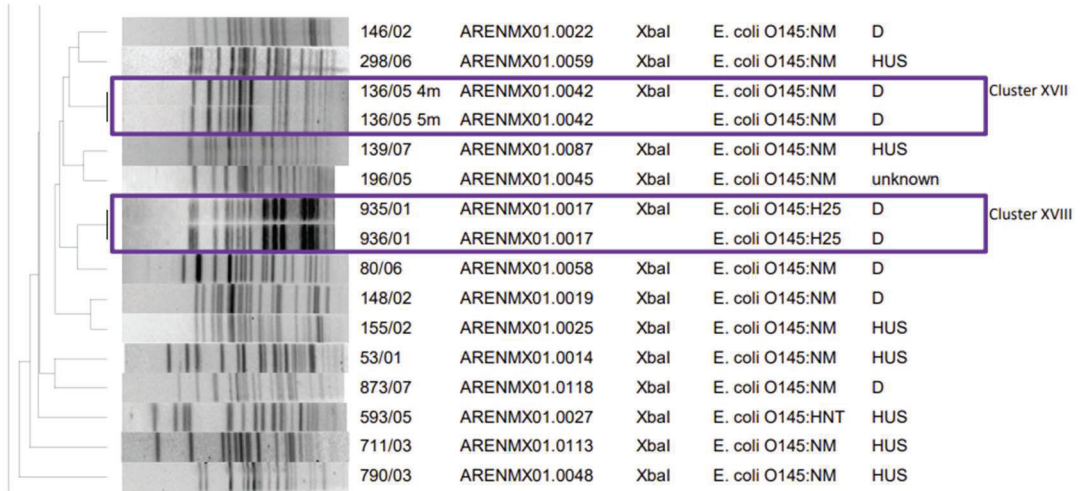 146/02 ARENMX01.0022 XbaI E. coli O145:NM D
298/06 ARENMX01.0059 XbaI E. coli O145:NM HUS
136/05 4m ARENMX01.0042 XbaI E. coli O145:NM D Cluster XVII
136/05 5m ARENMX01.0042 E. coli O145:NM D
139/07 ARENMX01.0087 XbaI E. coli O145:NM HUS
196/05 ARENMX01.0045 XbaI E. coli O145:NM unknown
935/01 ARENMX01.0017 XbaI E. coli O145:H25 D Cluster XVIII
936/01 ARENMX01.0017 E. coli O145:H25 D
80/06 ARENMX01.0058 XbaI E. coli O145:NM D
148/02 ARENMX01.0019 XbaI E. coli O145:NM D
155/02 ARENMX01.0025 XbaI E. coli O145:NM HUS
53/01 ARENMX01.0014 XbaI E. coli O145:NM HUS
873/07 ARENMX01.0118 XbaI E. coli O145:NM D
593/05 ARENMX01.0027 XbaI E. coli O145:HNT HUS
711/03 ARENMX01.0113 XbaI E. coli O145:NM HUS
790/03 ARENMX01.0048 XbaI E. coli O145:NM HUS